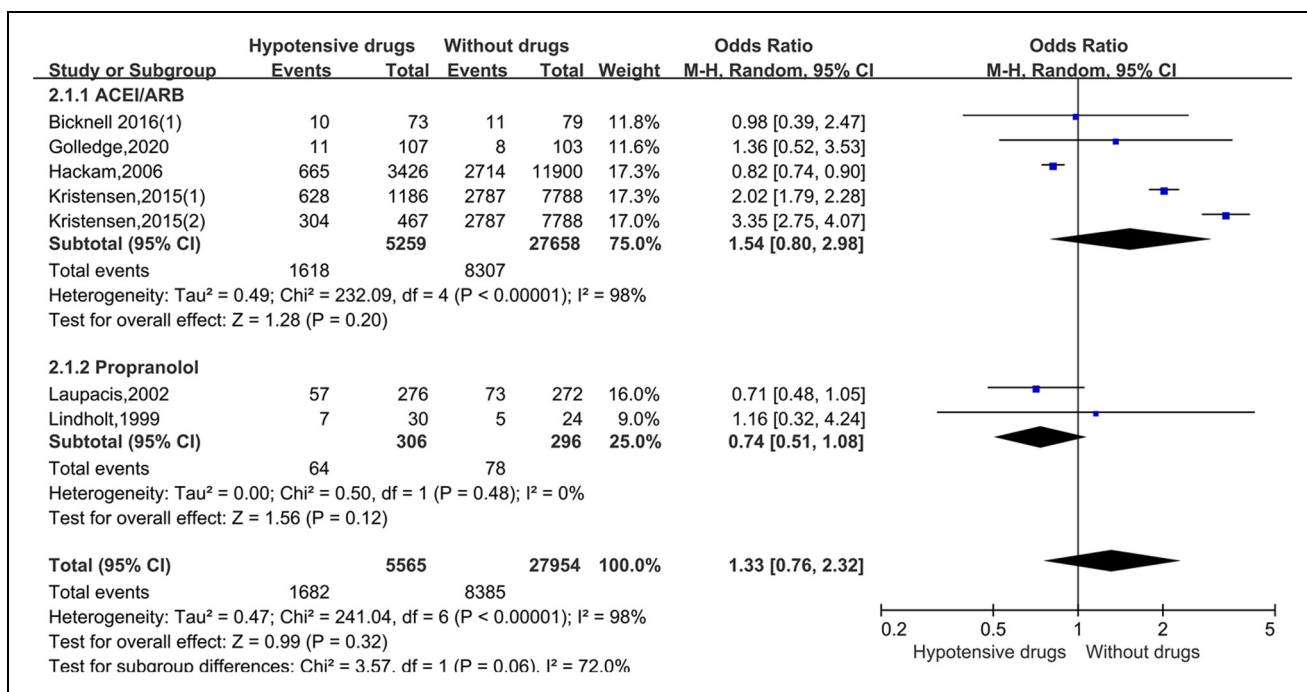 Hypotensive drugs Without drugs Odds Ratio Odds Ratio
Study or Subgroup Events Total Events Total Weight M-H, Random, 95% CI M-H, Random, 95% CI
2.1.1 ACEI/ARB
Bicknell 2016(1) 10 73 11 79 11.8% 0.98 [0.39, 2.47]
Golledge,2020 11 107 8 103 11.6% 1.36 [0.52, 3.53]
Hackam,2006 665 3426 2714 11900 17.3% 0.82 [0.74, 0.90]
Kristensen,2015(1) 628 1186 2787 7788 17.3% 2.02 [1.79, 2.28]
Kristensen,2015(2) 304 467 2787 7788 17.0% 3.35 [2.75, 4.07]
Subtotal (95% CI) 5259 27658 75.0% 1.54 [0.80, 2.98]
Total events 1618 8307
Heterogeneity: Tau² = 0.49; Chi² = 232.09, df = 4 (P < 0.00001); I² = 98%
Test for overall effect: Z = 1.28 (P = 0.20)
2.1.2 Propranolol
Laupacis,2002 57 276 73 272 16.0% 0.71 [0.48, 1.05]
Lindholt,1999 7 30 5 24 9.0% 1.16 [0.32, 4.24]
Subtotal (95% CI) 306 296 25.0% 0.74 [0.51, 1.08]
Total events 64 78
Heterogeneity: Tau² = 0.00; Chi² = 0.50, df = 1 (P = 0.48); I² = 0%
Test for overall effect: Z = 1.56 (P = 0.12)
Total (95% CI) 5565 27954 100.0% 1.33 [0.76, 2.32]
Total events 1682 8385
Heterogeneity: Tau² = 0.47; Chi² = 241.04, df = 6 (P < 0.00001); I² = 98%
Test for overall effect: Z = 0.99 (P = 0.32)
Test for subgroup differences: Chi² = 3.57, df = 1 (P = 0.06), I² = 72.0%
0.2 0.5 1 2 5
Hypotensive drugs Without drugs